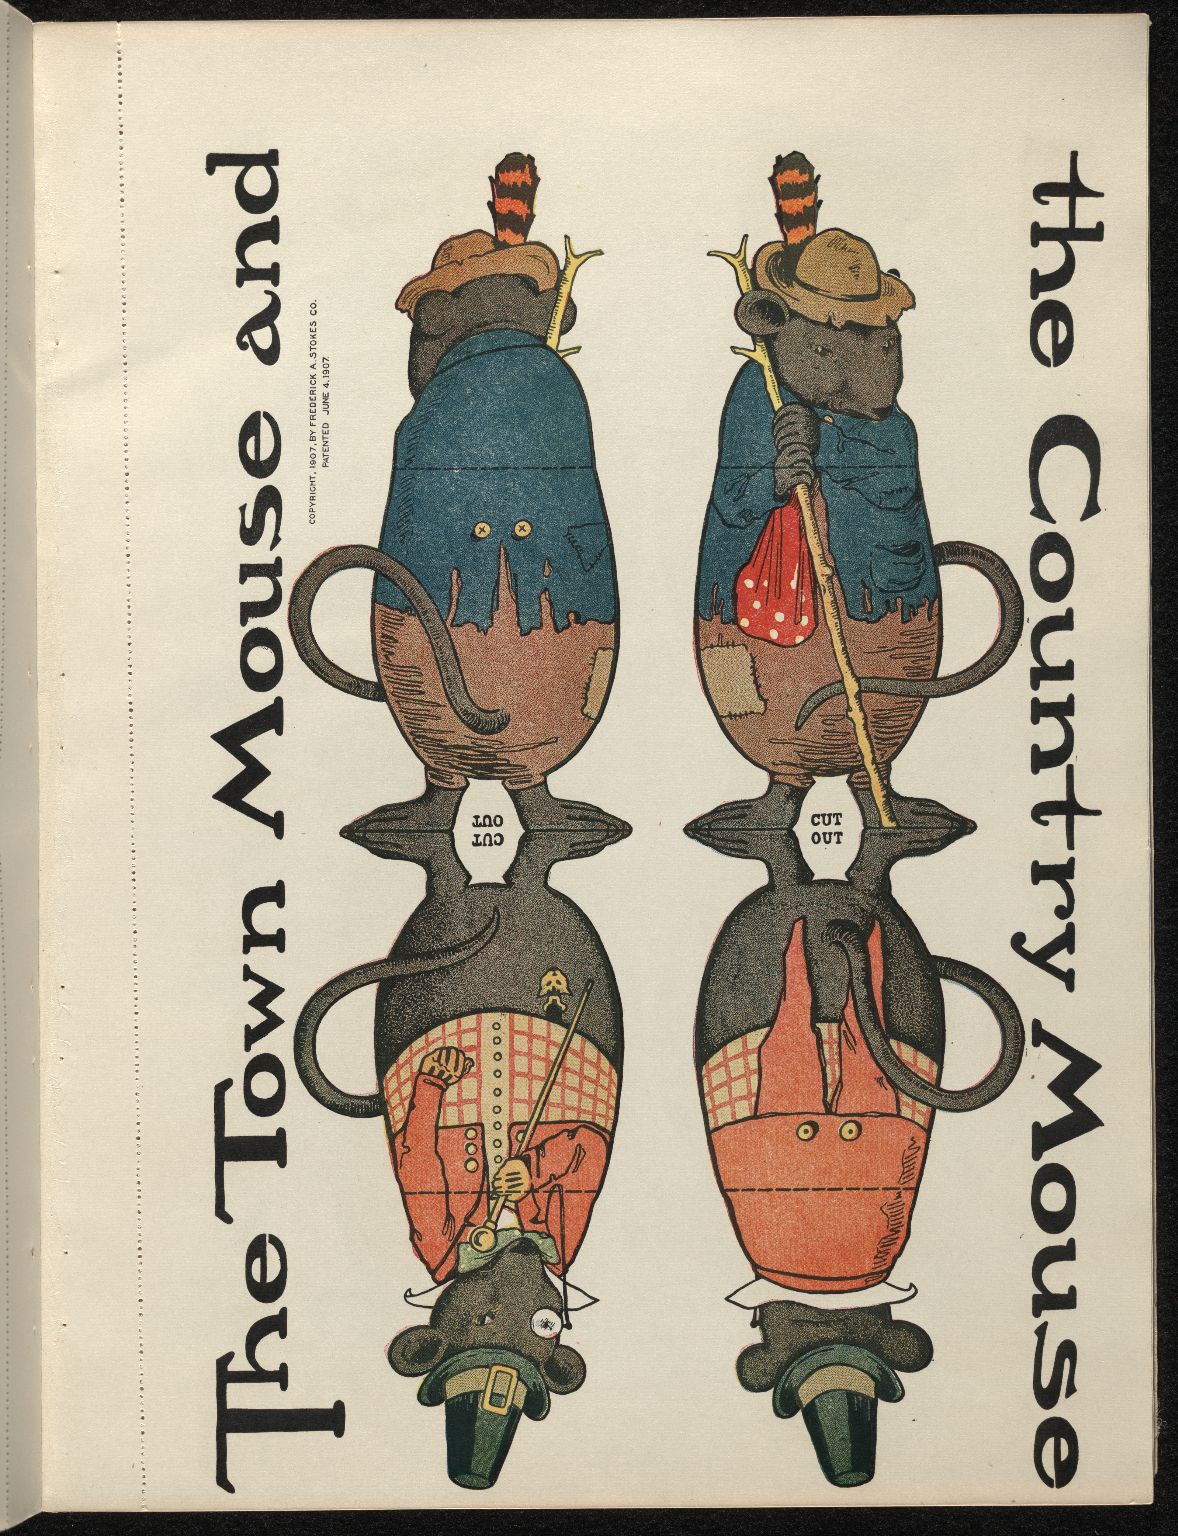 The Town Mouse and
COPYRIGHT, 1907, BY FREDERICK A. STOKES CO.
PATENTED JUNE 4, 1907.
CUT
OUT
CUT
OUT
the Country Mouse